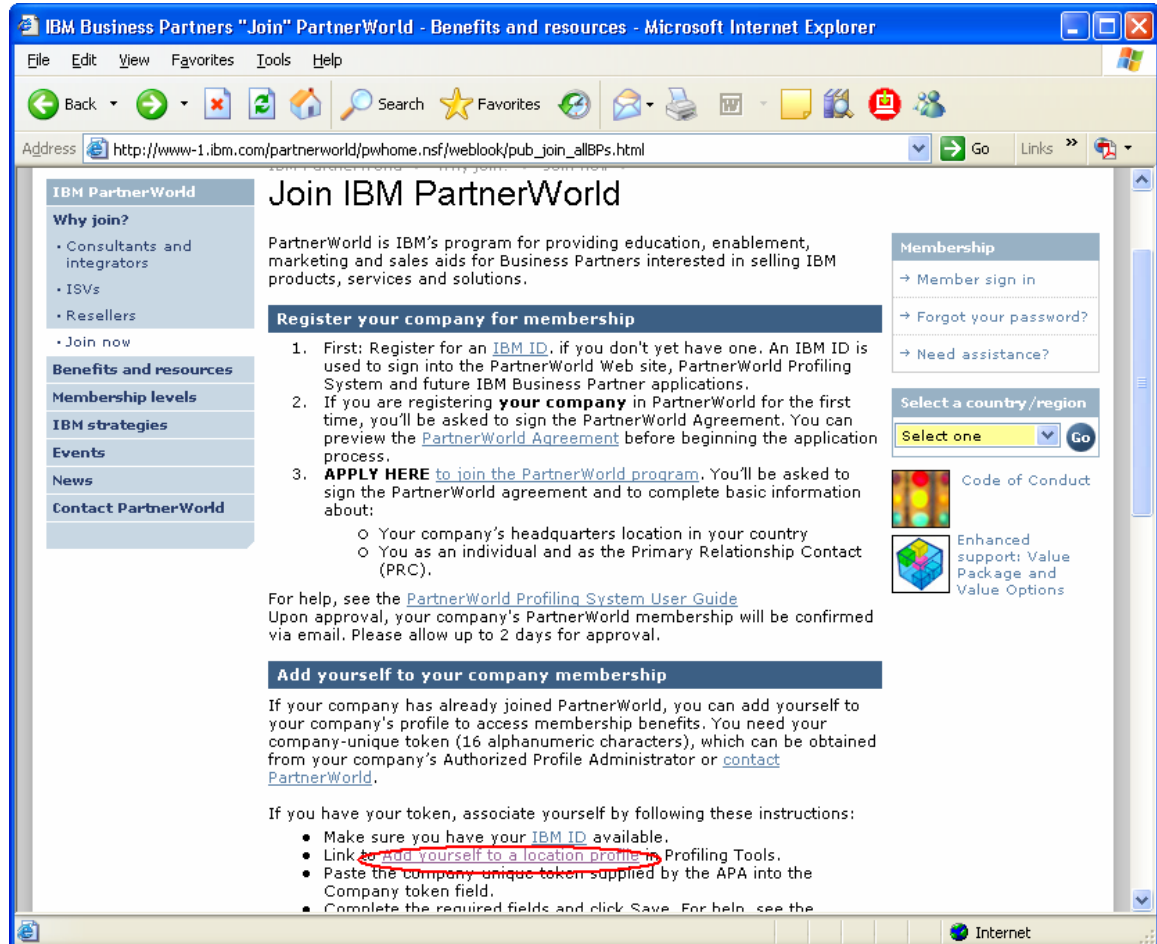 IBM Business Partners "Join" PartnerWorld - Benefits and resources - Microsoft Internet Explorer
File Edit View Favorites Tools Help
Back Search Favorites
Address http://www-1.ibm.com/partnerworld/pwhome.nsf/weblook/pub_join_allBPs.html Go Links »
IBM PartnerWorld
Why join?
• Consultants and
integrators
• ISVs
• Resellers
• Join now
Benefits and resources
Membership levels
IBM strategies
Events
News
Contact PartnerWorld
Join IBM PartnerWorld
PartnerWorld is IBM's program for providing education, enablement,
marketing and sales aids for Business Partners interested in selling IBM
products, services and solutions.
Register your company for membership
1. First: Register for an IBM ID. if you don't yet have one. An IBM ID is
used to sign into the PartnerWorld Web site, PartnerWorld Profiling
System and future IBM Business Partner applications.
2. If you are registering your company in PartnerWorld for the first
time, you'll be asked to sign the PartnerWorld Agreement. You can
preview the PartnerWorld Agreement before beginning the application
process.
3. APPLY HERE to join the PartnerWorld program. You'll be asked to
sign the PartnerWorld agreement and to complete basic information
about:
o Your company's headquarters location in your country
o You as an individual and as the Primary Relationship Contact
(PRC).
For help, see the PartnerWorld Profiling System User Guide
Upon approval, your company's PartnerWorld membership will be confirmed
via email. Please allow up to 2 days for approval.
Add yourself to your company membership
If your company has already joined PartnerWorld, you can add yourself to
your company's profile to access membership benefits. You need your
company-unique token (16 alphanumeric characters), which can be obtained
from your company's Authorized Profile Administrator or contact
PartnerWorld.
If you have your token, associate yourself by following these instructions:
• Make sure you have your IBM ID available.
• Link to Add yourself to a location profile in Profiling Tools.
• Paste the company-unique token supplied by the APA into the
Company token field.
• Complete the required fields and click Save. For help, see the
Membership
→ Member sign in
→ Forgot your password?
→ Need assistance?
Select a country/region
Select one Go
Code of Conduct
Enhanced
support: Value
Package and
Value Options
Internet